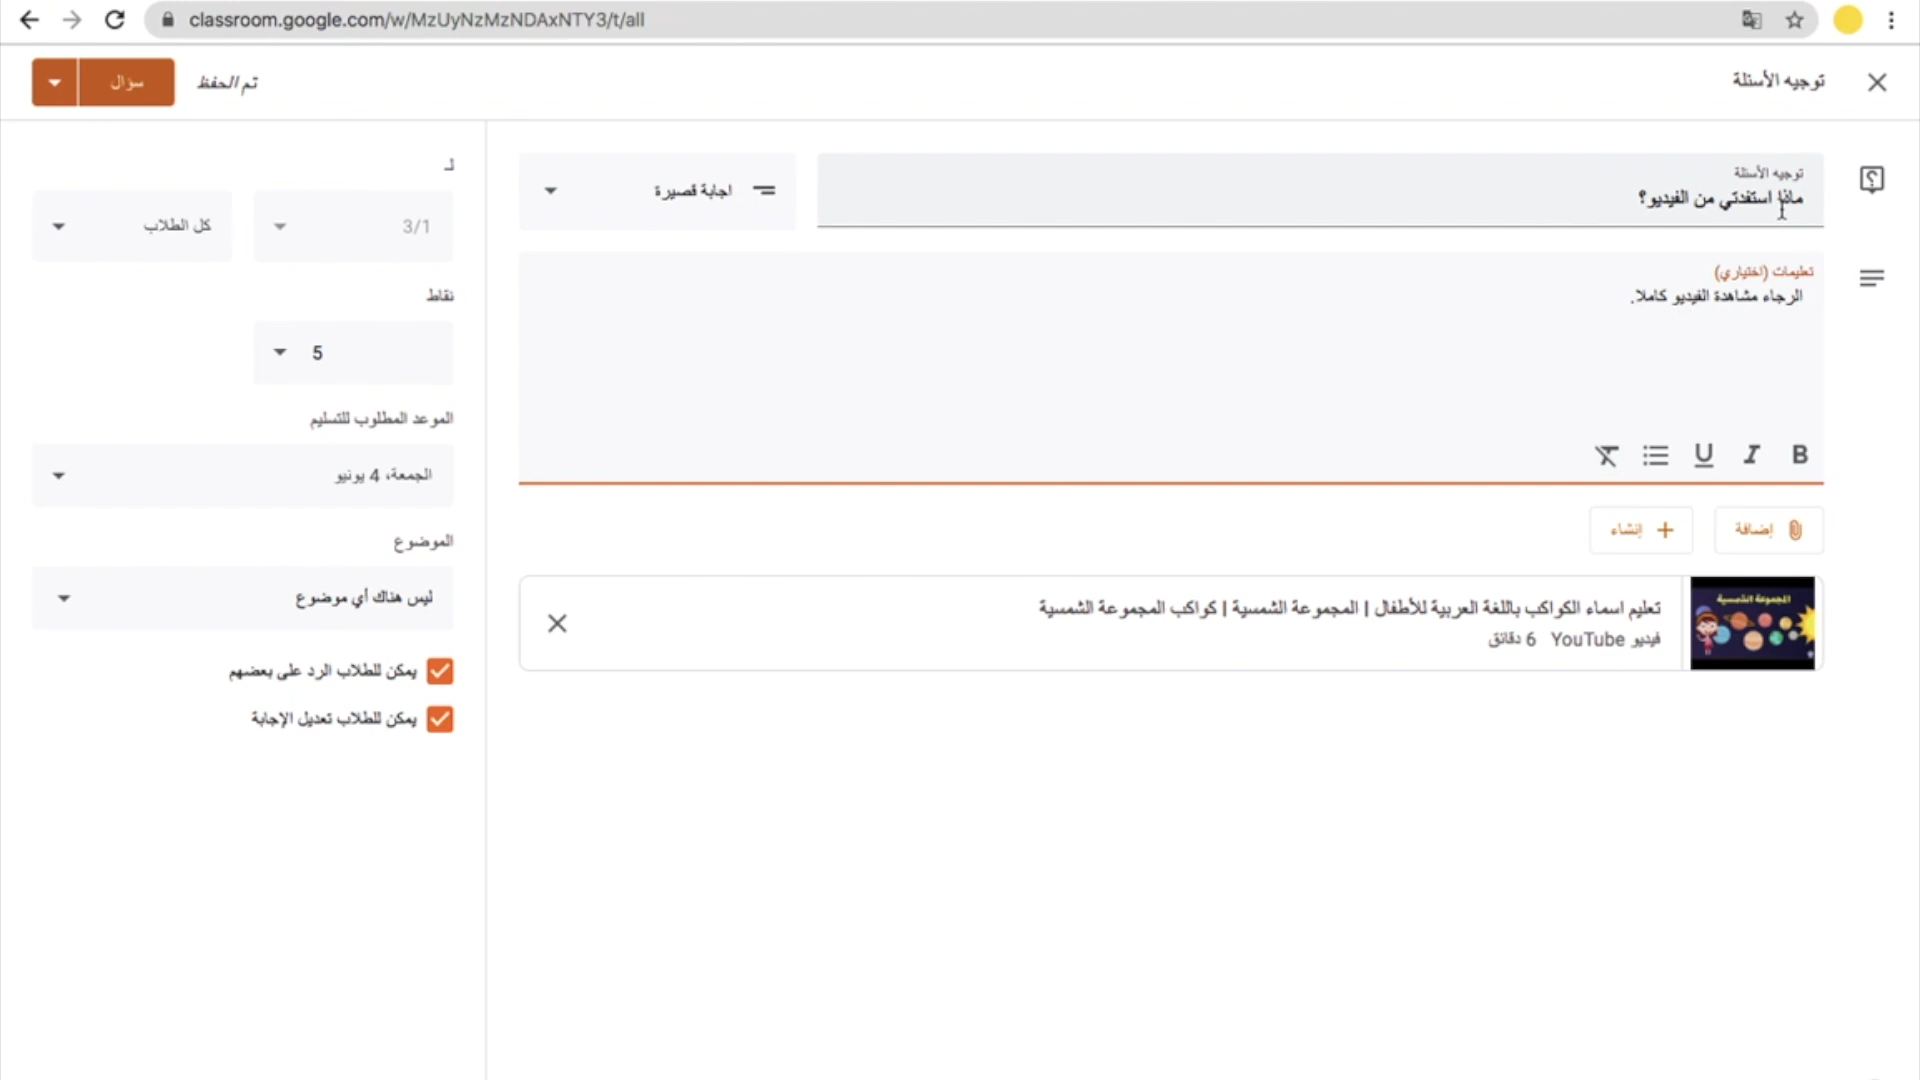 classroom.google.com/w/MzUyNzMzNDAxNTY3/t/all
توجيه الأسئلة
تم الحفظ
سؤال
توجيه الأسئلة
ماذا استفدتي من الفيديو؟
اجابة قصيرة
تعليمات (اختياري)
الرجاء مشاهدة الفيديو كاملا.
B I U
إضافة
إنشاء
المجموعة الشمسية
تعليم اسماء الكواكب باللغة العربية للأطفال | المجموعة الشمسية | كواكب المجموعة الشمسية
فيديو YouTube 6 دقائق
لـ
3/1
كل الطلاب
نقاط
5
الموعد المطلوب للتسليم
الجمعة، 4 يونيو
الموضوع
ليس هناك أي موضوع
يمكن للطلاب الرد على بعضهم
يمكن للطلاب تعديل الإجابة